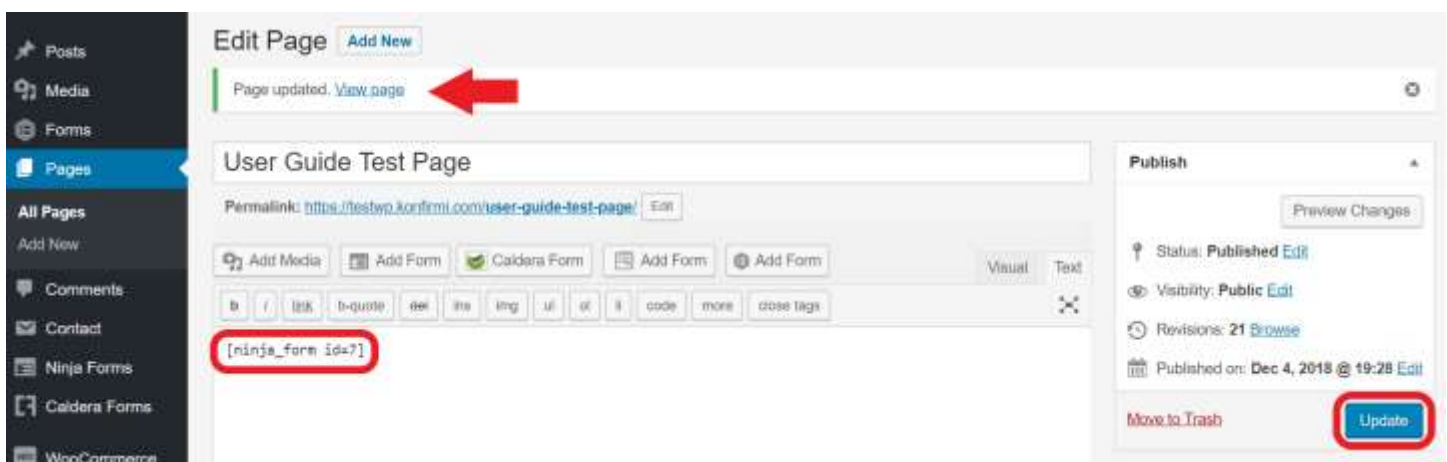 Posts
Media
Forms
Pages
All Pages
Add New
Comments
Contact
Ninja Forms
Caldera Forms
WooCommerce
Edit Page Add New
Page updated. View page
User Guide Test Page
Permalink: https://testwp.konfirmi.com/user-guide-test-page/ Edit
Add Media Add Form Caldera Form Add Form Add Form
Visual Text
b i link b-quote del ins img ul ol li code more close tags
[ninja_form id=7]
Publish
Preview Changes
Status: Published Edit
Visibility: Public Edit
Revisions: 21 Browse
Published on: Dec 4, 2018 @ 19:28 Edit
Move to Trash Update